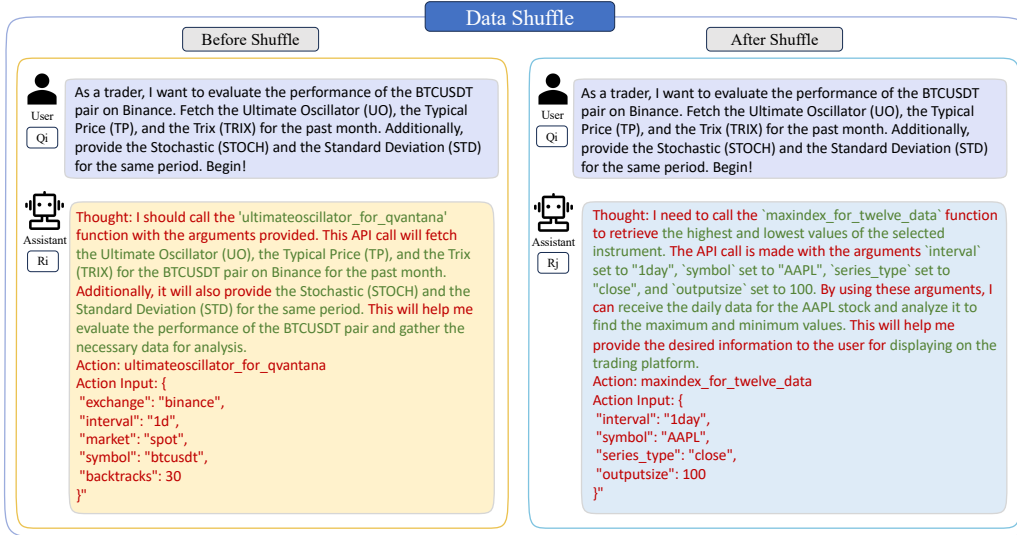 Data Shuffle
Before Shuffle
User
Qi
As a trader, I want to evaluate the performance of the BTCUSDT
pair on Binance. Fetch the Ultimate Oscillator (UO), the Typical
Price (TP), and the Trix (TRIX) for the past month. Additionally,
provide the Stochastic (STOCH) and the Standard Deviation (STD)
for the same period. Begin!
Assistant
Ri
Thought: I should call the 'ultimateoscillator_for_qvantana'
function with the arguments provided. This API call will fetch
the Ultimate Oscillator (UO), the Typical Price (TP), and the Trix
(TRIX) for the BTCUSDT pair on Binance for the past month.
Additionally, it will also provide the Stochastic (STOCH) and the
Standard Deviation (STD) for the same period. This will help me
evaluate the performance of the BTCUSDT pair and gather the
necessary data for analysis.
Action: ultimateoscillator_for_qvantana
Action Input: {
"exchange": "binance",
"interval": "1d",
"market": "spot",
"symbol": "btcusdt",
"backtracks": 30
}"
After Shuffle
User
Qi
As a trader, I want to evaluate the performance of the BTCUSDT
pair on Binance. Fetch the Ultimate Oscillator (UO), the Typical
Price (TP), and the Trix (TRIX) for the past month. Additionally,
provide the Stochastic (STOCH) and the Standard Deviation (STD)
for the same period. Begin!
Assistant
Rj
Thought: I need to call the `maxindex_for_twelve_data` function
to retrieve the highest and lowest values of the selected
instrument. The API call is made with the arguments `interval`
set to "1day", `symbol` set to "AAPL", `series_type` set to
"close", and `outputsize` set to 100. By using these arguments, I
can receive the daily data for the AAPL stock and analyze it to
find the maximum and minimum values. This will help me
provide the desired information to the user for displaying on the
trading platform.
Action: maxindex_for_twelve_data
Action Input: {
"interval": "1day",
"symbol": "AAPL",
"series_type": "close",
"outputsize": 100
}"